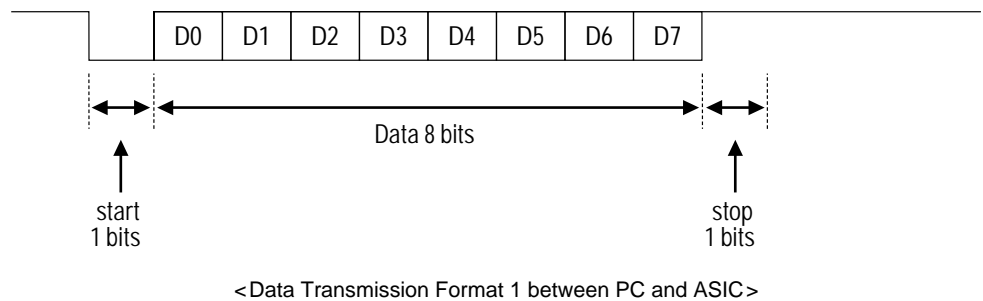 D0 D1 D2 D3 D4 D5 D6 D7
Data 8 bits
start
1 bits
stop
1 bits
<Data Transmission Format 1 between PC and ASIC>